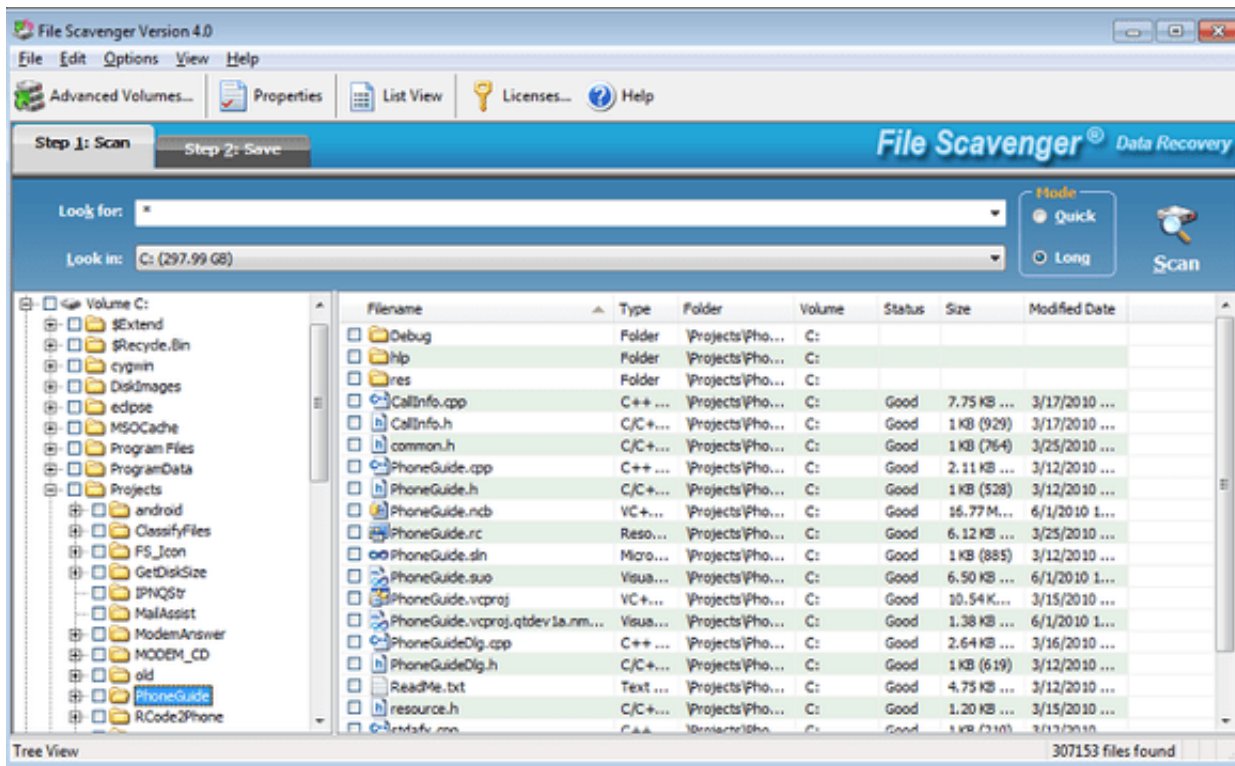 File Scavenger Version 4.0
File Edit Options View Help
Advanced Volumes... Properties List View Licenses... Help
Step 1: Scan Step 2: Save File Scavenger® Data Recovery
Mode
Look for: * Quick
Look in: C: (297.99 GB) Long Scan
Volume C:
$Extend
$Recycle.Bin
cygwin
DiskImages
eclipse
MSOCache
Program Files
ProgramData
Projects
android
ClassifyFiles
FS_Icon
GetDiskSize
IPNQStr
MailAssist
ModemAnswer
MODEM_CD
old
PhoneGuide
RCode2Phone
Filename Type Folder Volume Status Size Modified Date
Debug Folder \Projects\Pho... C:
hlp Folder \Projects\Pho... C:
res Folder \Projects\Pho... C:
CallInfo.cpp C++ ... \Projects\Pho... C: Good 7.75 KB ... 3/17/2010 ...
CallInfo.h C/C+... \Projects\Pho... C: Good 1 KB (929) 3/17/2010 ...
common.h C/C+... \Projects\Pho... C: Good 1 KB (764) 3/25/2010 ...
PhoneGuide.cpp C++ ... \Projects\Pho... C: Good 2.11 KB ... 3/12/2010 ...
PhoneGuide.h C/C+... \Projects\Pho... C: Good 1 KB (528) 3/12/2010 ...
PhoneGuide.ncb VC+... \Projects\Pho... C: Good 16.77 M... 6/1/2010 1...
PhoneGuide.rc Reso... \Projects\Pho... C: Good 6.12 KB ... 3/25/2010 ...
PhoneGuide.sln Micro... \Projects\Pho... C: Good 1 KB (885) 3/12/2010 ...
PhoneGuide.suo Visua... \Projects\Pho... C: Good 6.50 KB ... 6/1/2010 1...
PhoneGuide.vcproj VC+... \Projects\Pho... C: Good 10.54 K... 3/15/2010 ...
PhoneGuide.vcproj.qtdev1a.nm... Visua... \Projects\Pho... C: Good 1.38 KB ... 6/1/2010 1...
PhoneGuideDlg.cpp C++ ... \Projects\Pho... C: Good 2.64 KB ... 3/16/2010 ...
PhoneGuideDlg.h C/C+... \Projects\Pho... C: Good 1 KB (619) 3/12/2010 ...
ReadMe.txt Text ... \Projects\Pho... C: Good 4.75 KB ... 3/12/2010 ...
resource.h C/C+... \Projects\Pho... C: Good 1.20 KB ... 3/15/2010 ...
Tree View 307153 files found